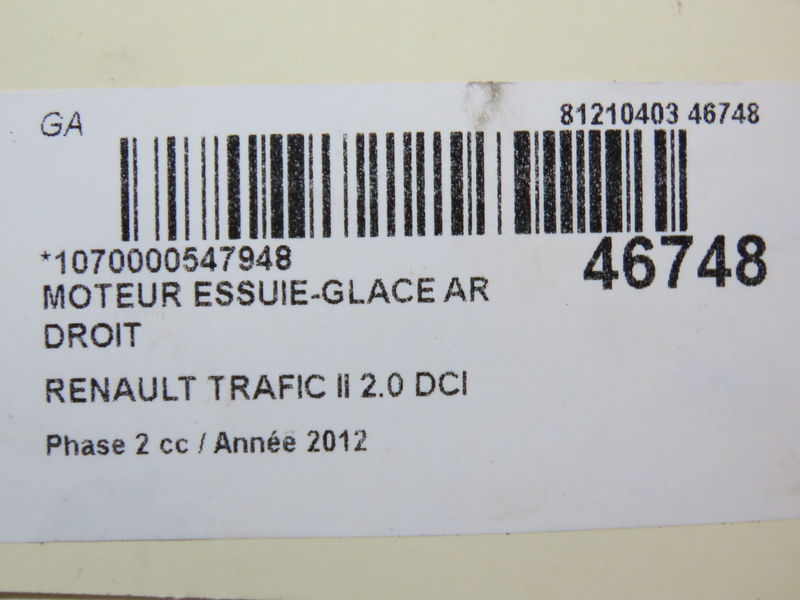 GA
81210403 46748
*1070000547948
46748
MOTEUR ESSUIE-GLACE AR
DROIT
RENAULT TRAFIC II 2.0 DCI
Phase 2 cc / Année 2012